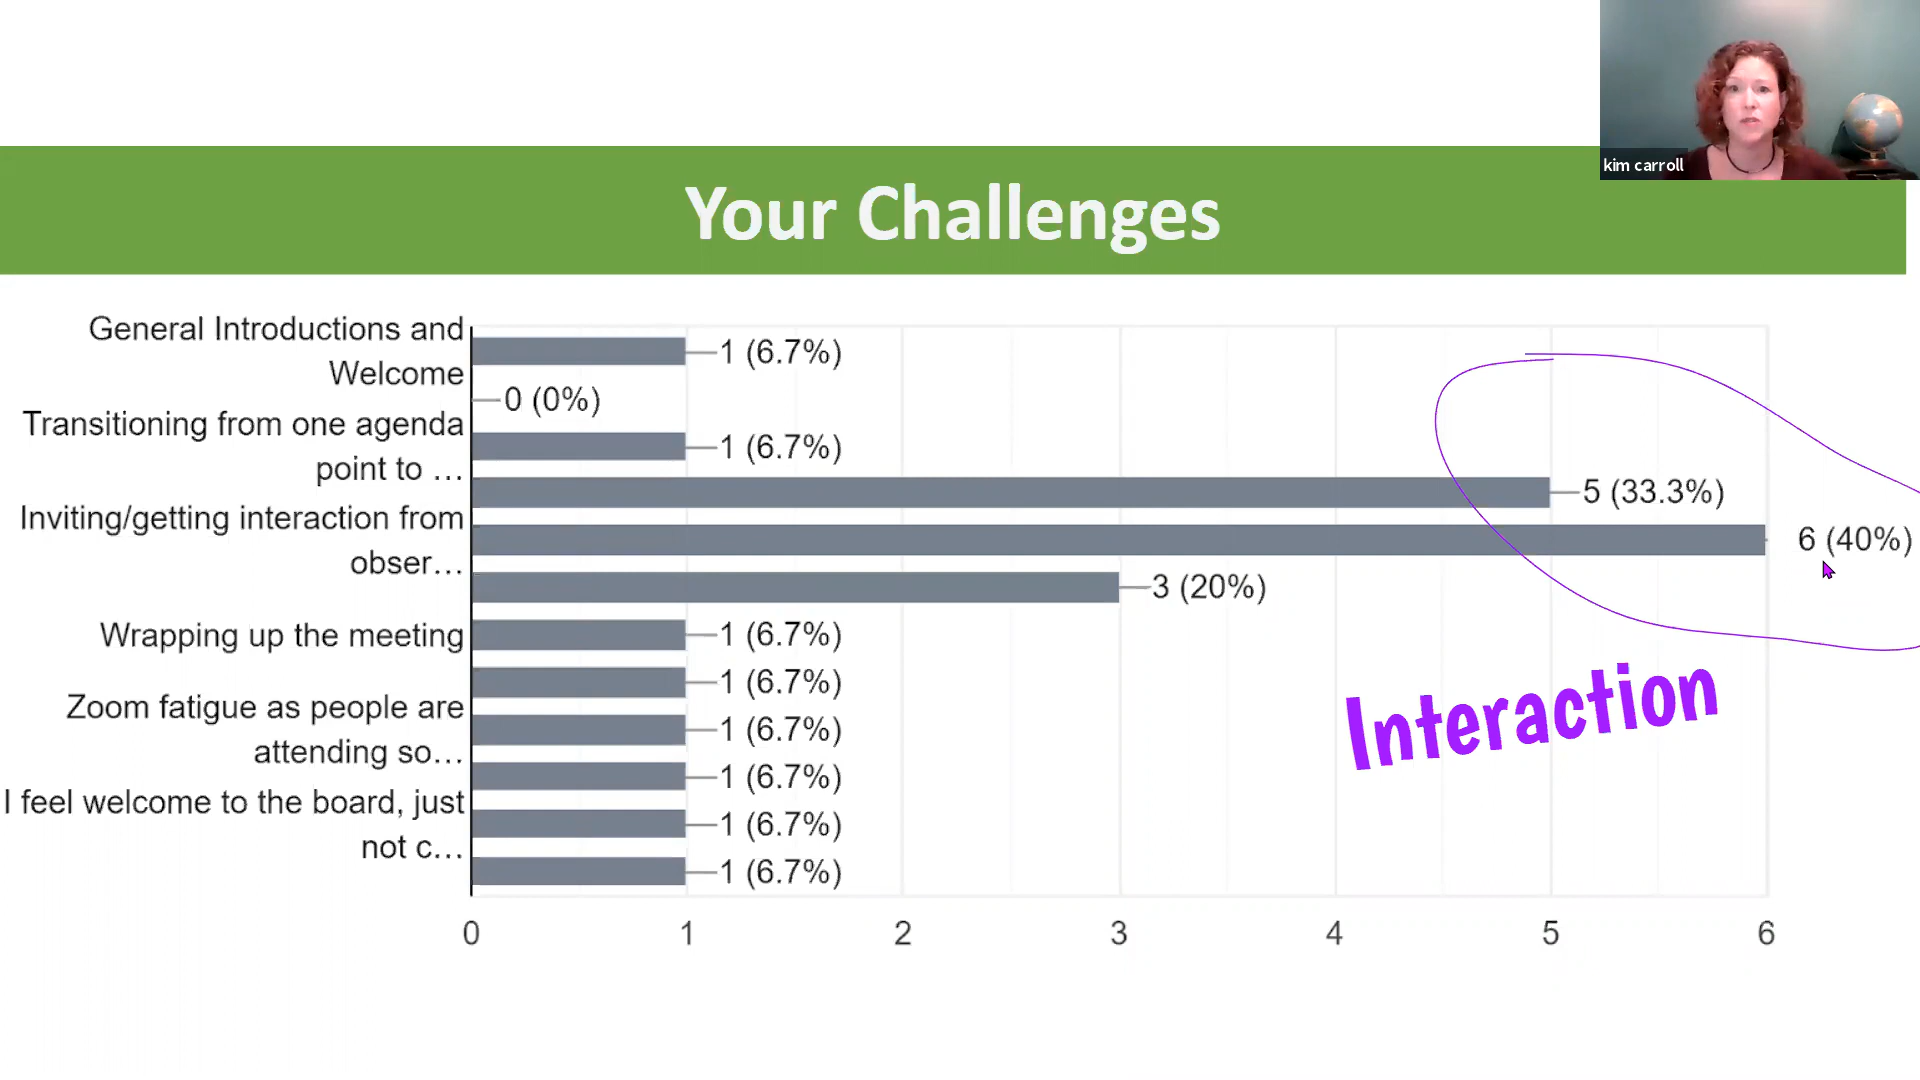 kim carroll
Your Challenges
General Introductions and
Welcome
1 (6.7%)
0 (0%)
Transitioning from one agenda
point to …
1 (6.7%)
5 (33.3%)
Inviting/getting interaction from
obser…
6 (40%)
3 (20%)
Wrapping up the meeting
1 (6.7%)
1 (6.7%)
Zoom fatigue as people are
attending so…
1 (6.7%)
1 (6.7%)
I feel welcome to the board, just
not c…
1 (6.7%)
1 (6.7%)
Interaction
0 1 2 3 4 5 6